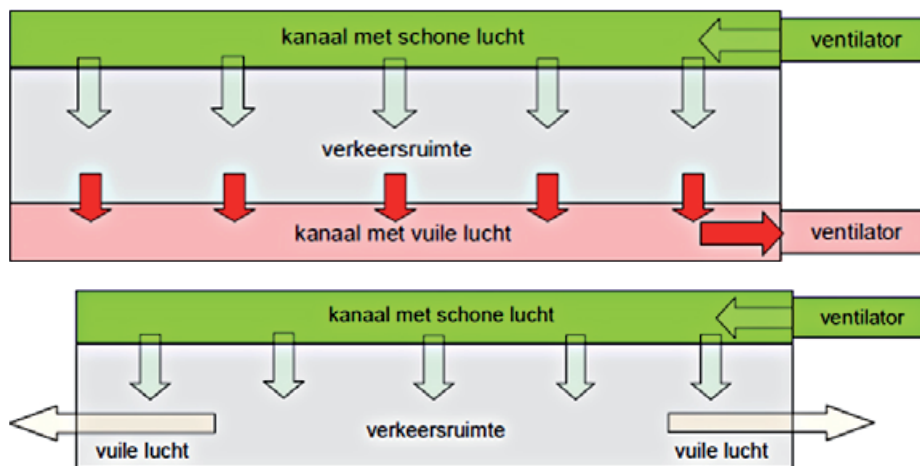 kanaal met schone lucht
ventilator
verkeersruimte
kanaal met vuile lucht
ventilator
kanaal met schone lucht
ventilator
verkeersruimte
vuile lucht
vuile lucht